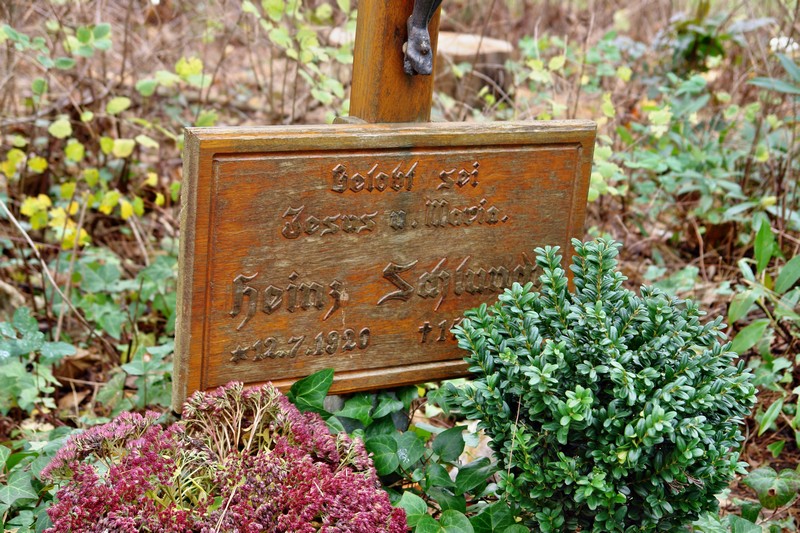 Gelobt sei
Jesus u. Maria.
Heinz
* 12.7.1920 †